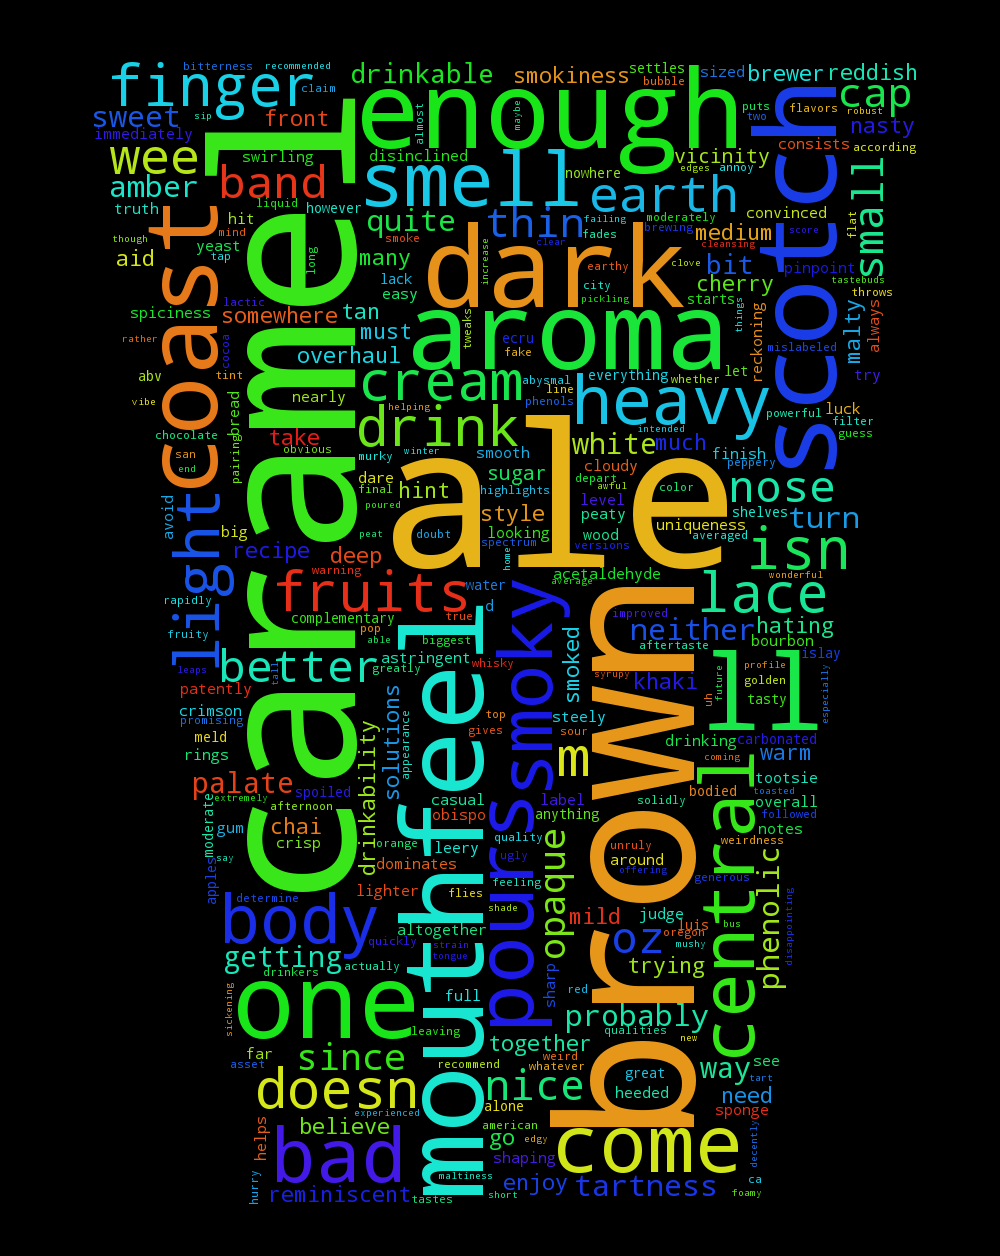 bitterness recommended
finger claim
drinkable smokiness settles sized brewer reddish
bubble
enough
cap
sweet sip front almost maybe puts two flavors robust
immediately nasty
wee swirling disinclined vicinity consists according
nowhere edges annoy
amber band smell earth small
truth liquid however quite thin failing moderately convinced
though hit mind smoke fades brewing medium score flat
yeast tap long many clear cleansing
aid dark
coast caramel scotch
lack increase earthy clove bit pinpoint tastebuds
easy city cherry throws
lactic pickling starts
spiciness somewhere tan aroma things malty always
rather cocoa must tweaks ecru reckoning mislabeled
overhaul fake
abv tint cream abysmal everything whether let try
nearly line phenols heavy
vibe bread helping intended powerful luck
drink filter
chocolate take obvious winter white much guess
san pairing murky smooth finish
end dare cloudy peppery
sugar depart
final hint highlights awful color nose
avoid poured level
light big style peaty uniqueness shelves turn
peat doubt looking wood averaged
recipe deep spectrum home versions isn
ale
warning acetaldehyde wonderful
rapidly fruits water average lace
complementary d improved
fruity pop true neither hating
able biggest smoked aftertaste bourbon
leaps better astringent whisky islay
tall greatly syrupy profile
patently mouthfeel smoky khaki golden future especially
crimson solutions steely uh tasty ll
promising top
meld gives sour drinking carbonated
rings drinkability appearance m coming warm
palate spoiled bodied tootsie toasted
extremely casual label solidly overall
afternoon followed
moderate gum chai obispo anything notes
crisp quality unruly weirdness
say orange leery opaque around
apples dominates ugly offering generous phenolic
lighter flies feeling
determine shade brown central
body altogether pours mild judge bus disappointing
quickly strain oz luis oregon
getting tongue mushy
drinkers actually sharp trying
sickening one full red
leaving probably qualities new
far since together weird way see
asset recommend whatever
doesn nice great tart
alone heeded need
experienced sponge
believe american
helps go edgy come decently
bad shaping
maltiness ca
hurry reminiscent enjoy tartness
tastes short foamy